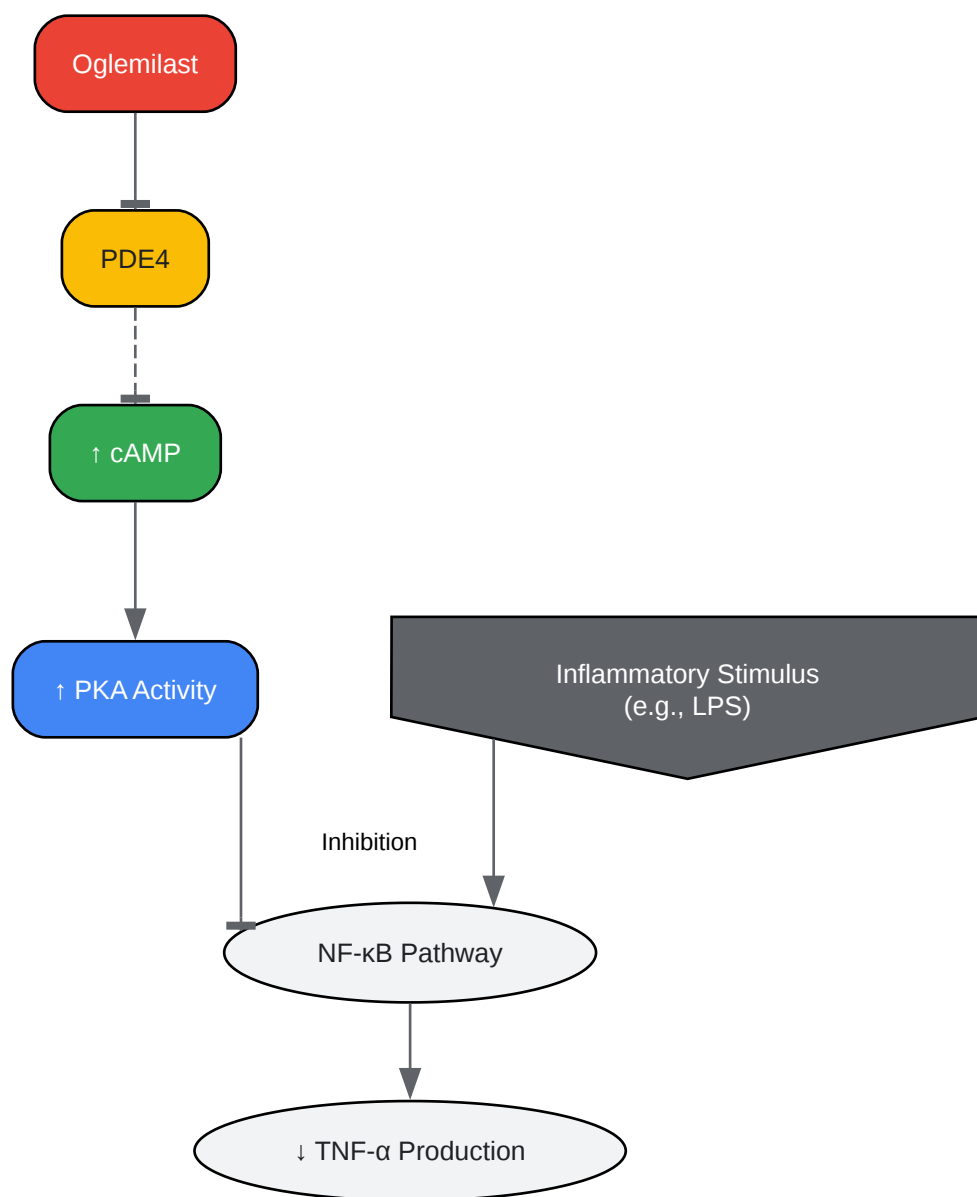 Oglemilast
PDE4
↑ cAMP
↑ PKA Activity
Inflammatory Stimulus
(e.g., LPS)
Inhibition
NF-κB Pathway
↓ TNF-α Production